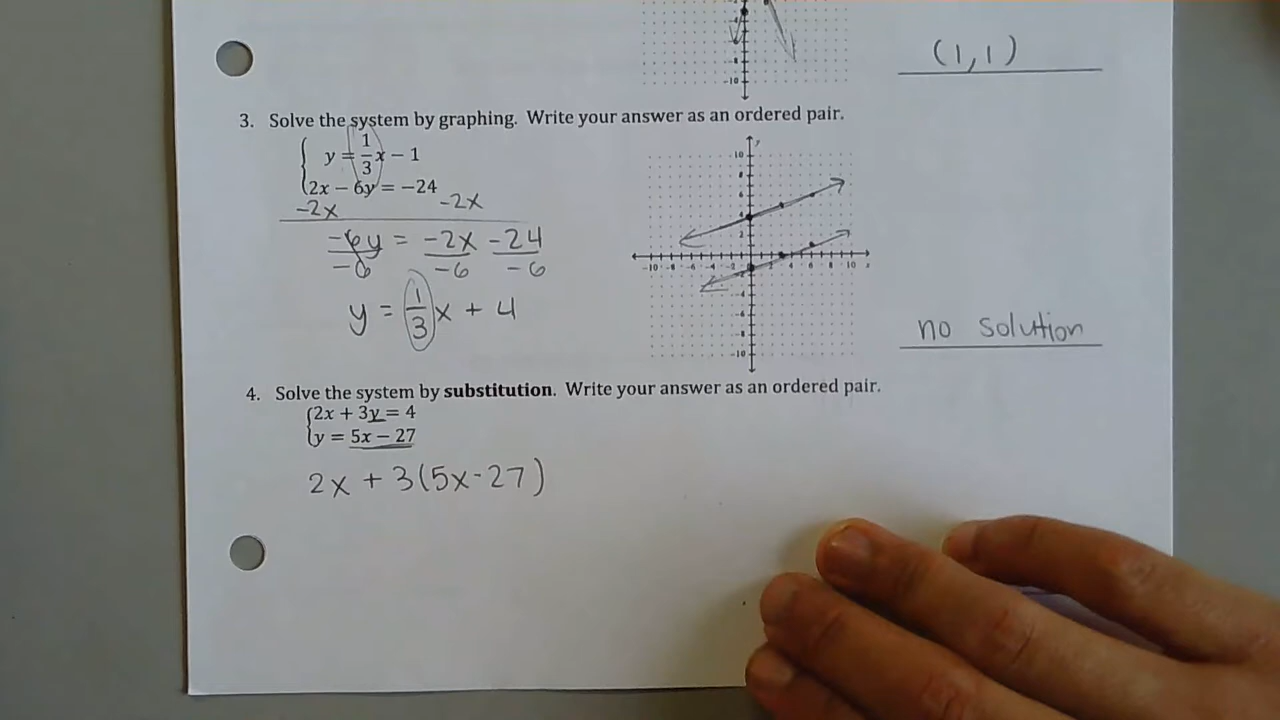 (1,1)
3. Solve the system by graphing. Write your answer as an ordered pair.
y = 1/3 x − 1
2x − 6y = −24
-2x -2x
-6y = -2x -24
-6 -6 -6
y = 1/3 x + 4
no solution
4. Solve the system by substitution. Write your answer as an ordered pair.
2x + 3y = 4
y = 5x − 27
2x + 3(5x-27)